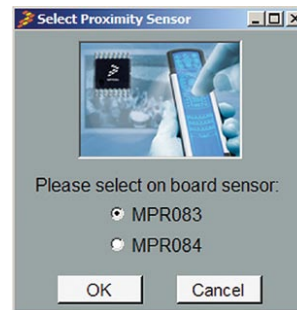 Select Proximity Sensor
Please select on board sensor:
MPR083
MPR084
OK
Cancel